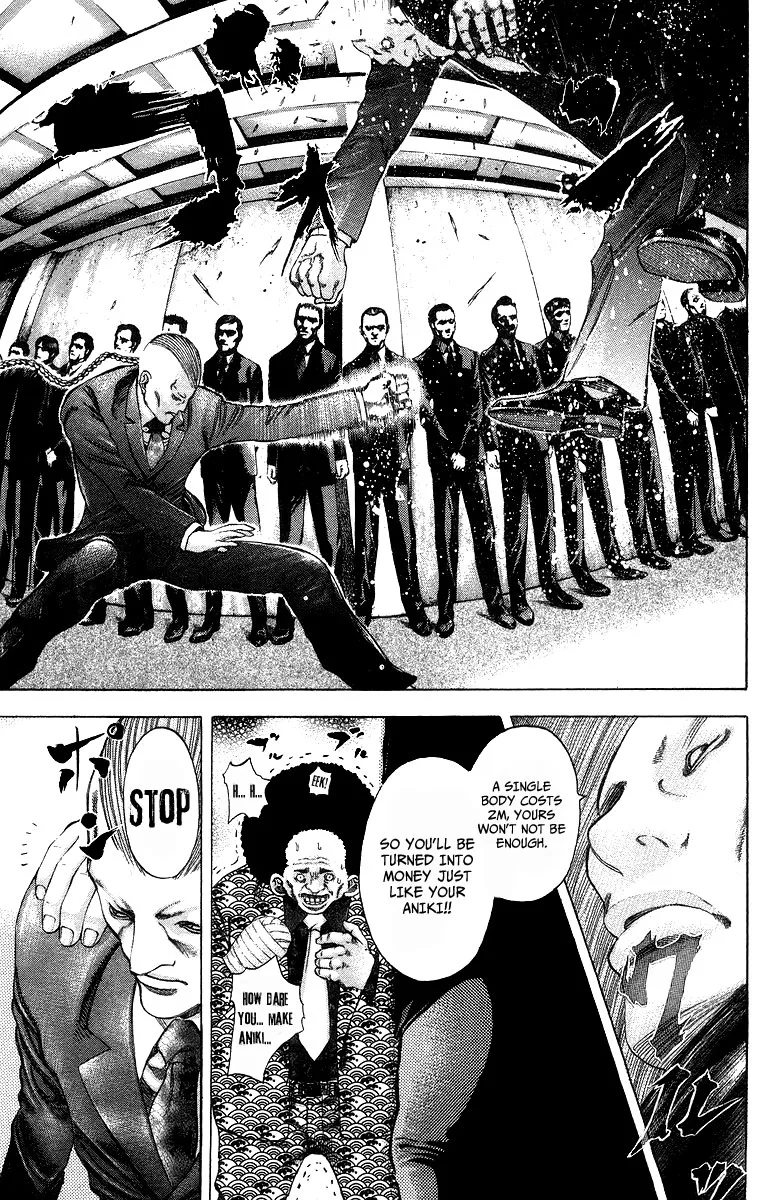 A SINGLE
BODY COSTS
2M, YOURS
WON'T NOT BE
ENOUGH.
SO YOU'LL BE
TURNED INTO
MONEY JUST
LIKE YOUR
ANIKI!!
EEK!
H... H...
HOW DARE
YOU... MAKE
ANIKI...
STOP